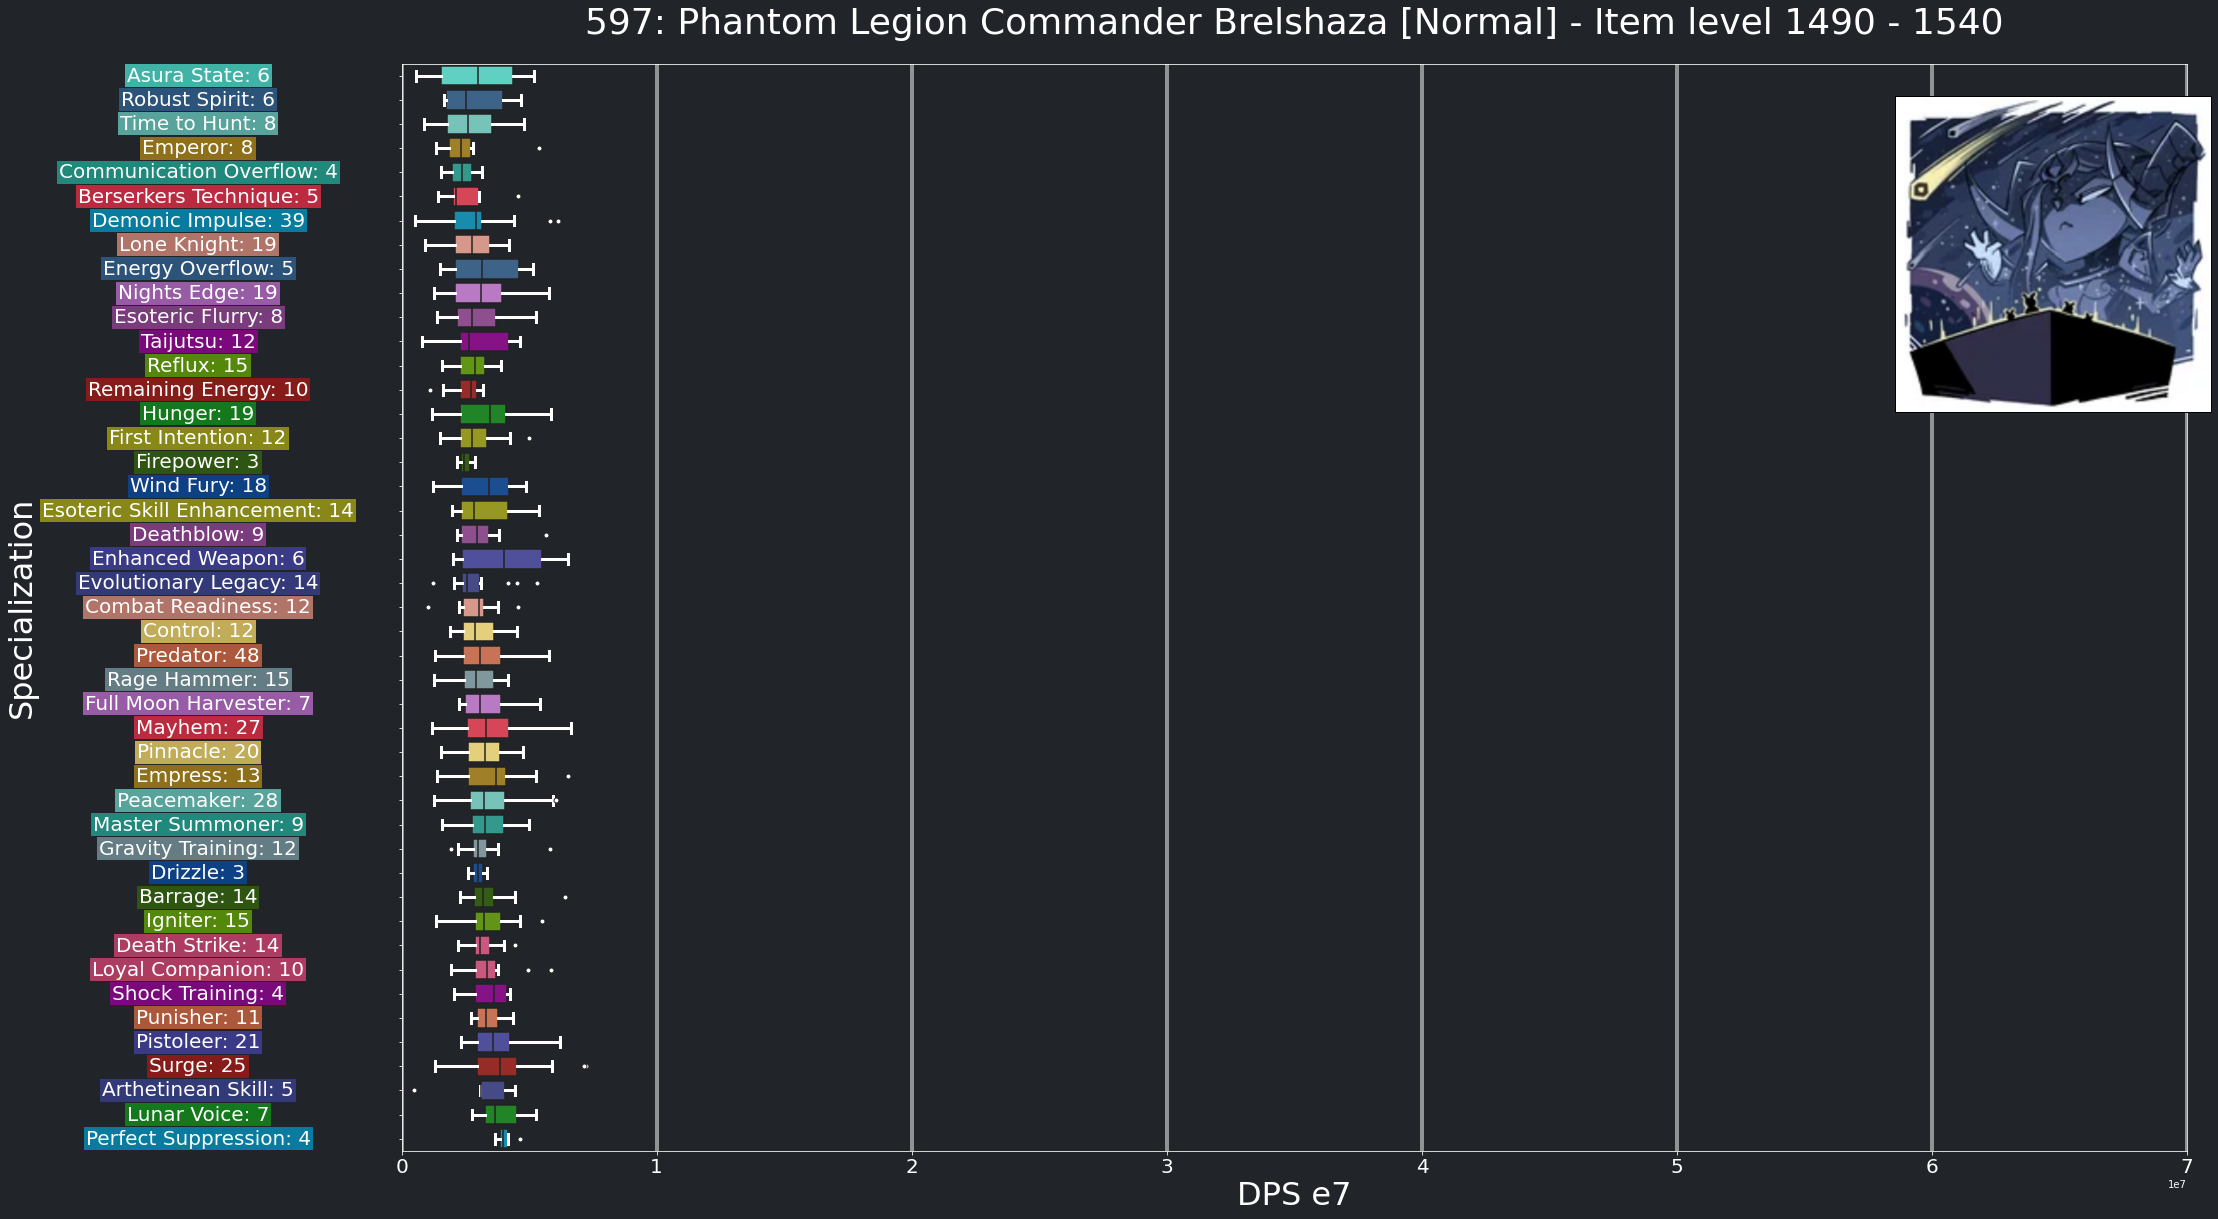 597: Phantom Legion Commander Brelshaza [Normal] - Item level 1490 - 1540
Specialization
Asura State: 6
Robust Spirit: 6
Time to Hunt: 8
Emperor: 8
Communication Overflow: 4
Berserkers Technique: 5
Demonic Impulse: 39
Lone Knight: 19
Energy Overflow: 5
Nights Edge: 19
Esoteric Flurry: 8
Taijutsu: 12
Reflux: 15
Remaining Energy: 10
Hunger: 19
First Intention: 12
Firepower: 3
Wind Fury: 18
Esoteric Skill Enhancement: 14
Deathblow: 9
Enhanced Weapon: 6
Evolutionary Legacy: 14
Combat Readiness: 12
Control: 12
Predator: 48
Rage Hammer: 15
Full Moon Harvester: 7
Mayhem: 27
Pinnacle: 20
Empress: 13
Peacemaker: 28
Master Summoner: 9
Gravity Training: 12
Drizzle: 3
Barrage: 14
Igniter: 15
Death Strike: 14
Loyal Companion: 10
Shock Training: 4
Punisher: 11
Pistoleer: 21
Surge: 25
Arthetinean Skill: 5
Lunar Voice: 7
Perfect Suppression: 4
0 1 2 3 4 5 6 7
1e7
DPS e7